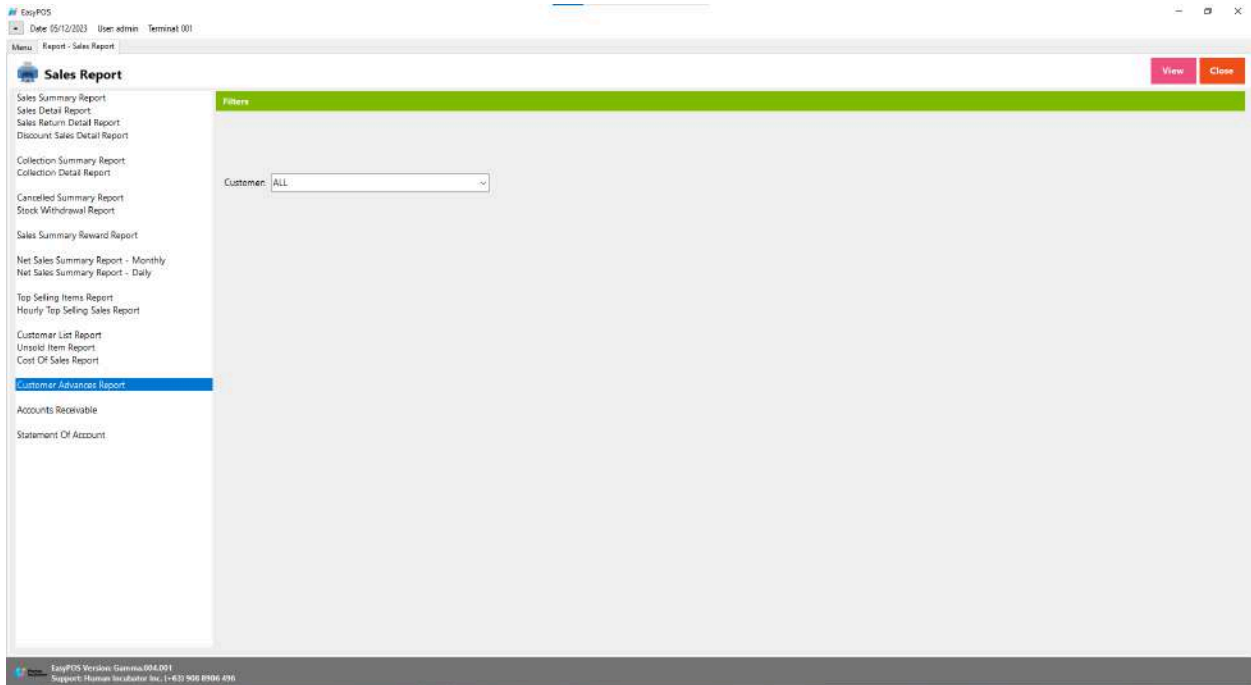 EasyPOS
Date: 05/12/2023 User: admin Terminal: 001
Menu Report - Sales Report
Sales Report
View Close
Sales Summary Report
Sales Detail Report
Sales Return Detail Report
Discount Sales Detail Report
Collection Summary Report
Collection Detail Report
Cancelled Summary Report
Stock Withdrawal Report
Sales Summary Reward Report
Net Sales Summary Report - Monthly
Net Sales Summary Report - Daily
Top Selling Items Report
Hourly Top Selling Sales Report
Customer List Report
Unsold Item Report
Cost Of Sales Report
Customer Advances Report
Accounts Receivable
Statement Of Account
Filters
Customer: ALL
EasyPOS Version: Gamma.004.001
Support: Human Incubator Inc. (+63) 908 8906 496